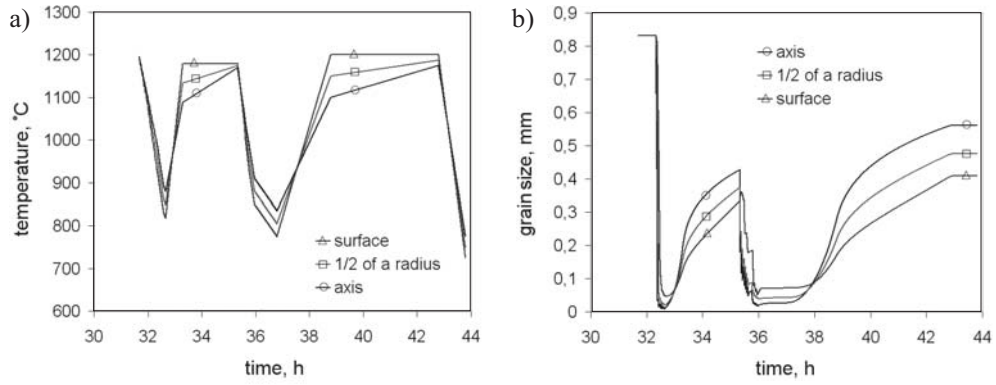 a)
1300
1200
1100
1000
900
800
700
600
temperature, °C
surface
1/2 of a radius
axis
30 32 34 36 38 40 42 44
time, h
b)
0,9
0,8
0,7
0,6
0,5
0,4
0,3
0,2
0,1
0
grain size, mm
axis
1/2 of a radius
surface
30 32 34 36 38 40 42 44
time, h